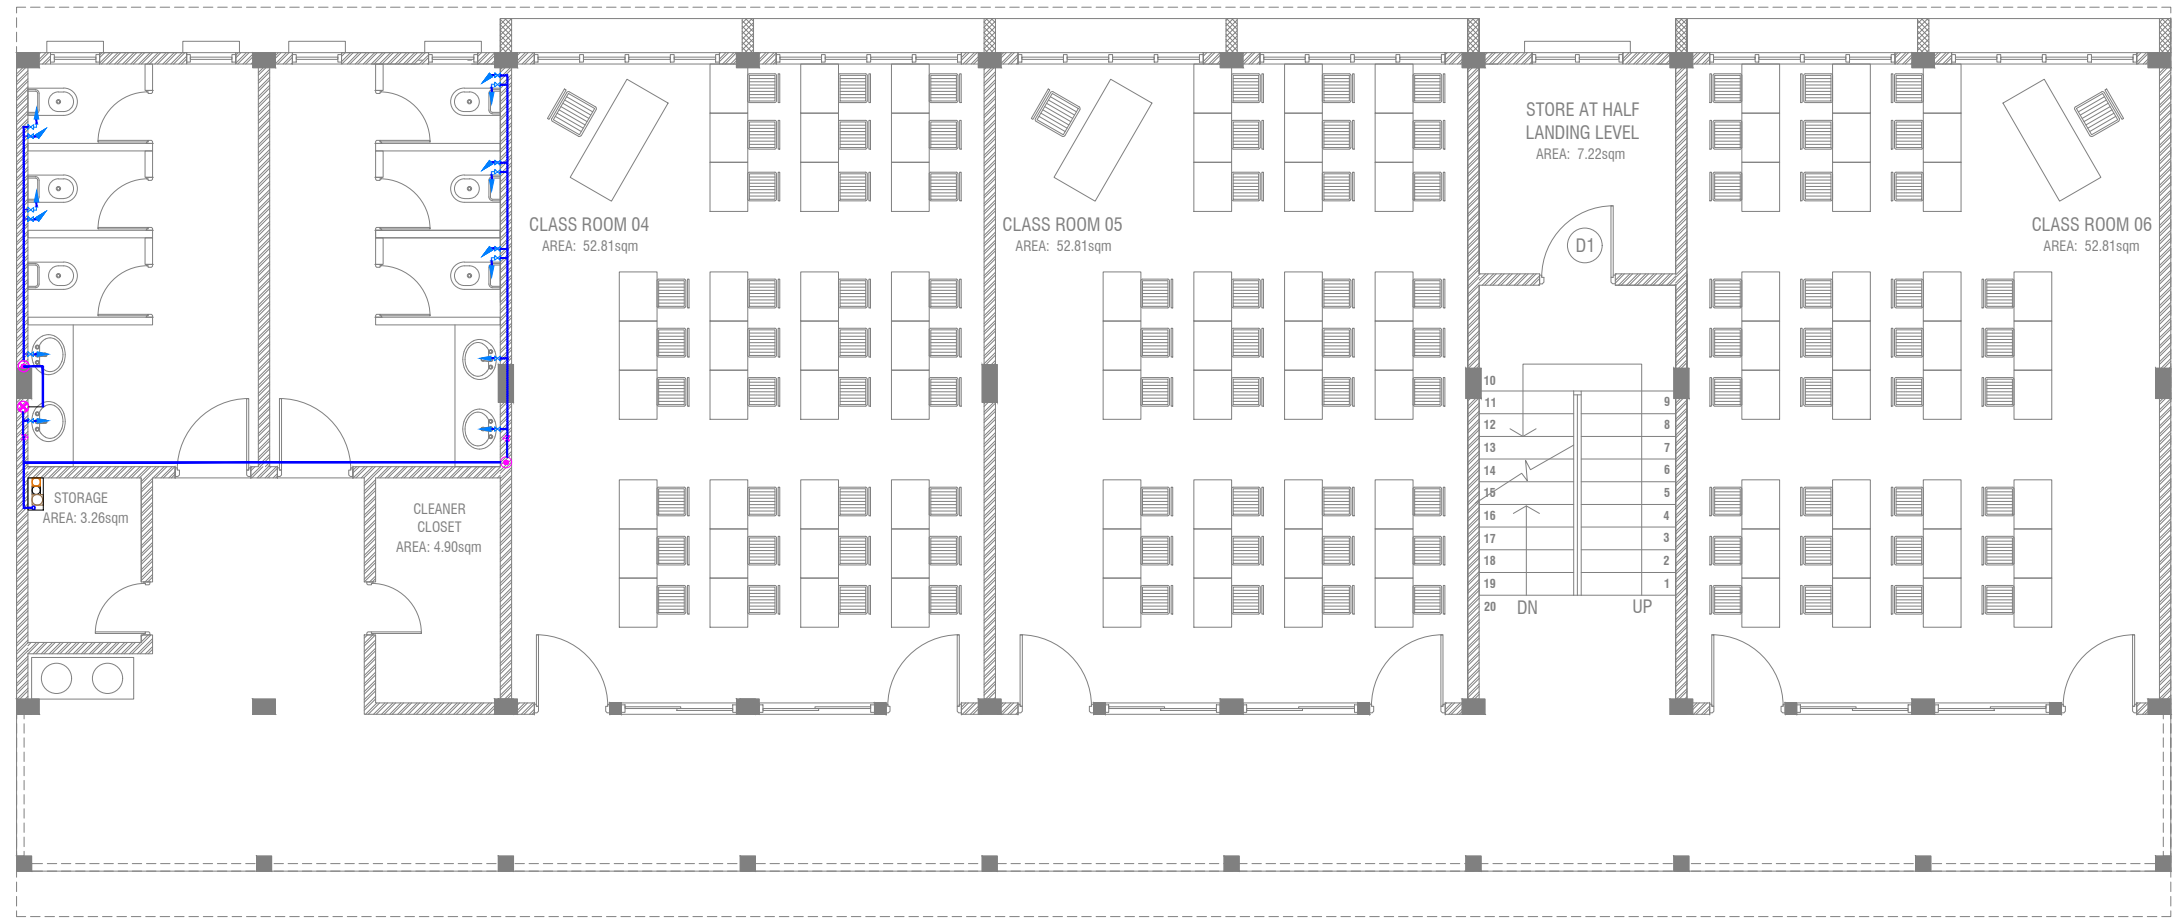 STORE AT HALF
LANDING LEVEL
AREA: 7.22sqm
CLASS ROOM 04
AREA: 52.81sqm
CLASS ROOM 05
AREA: 52.81sqm
D1
CLASS ROOM 06
AREA: 52.81sqm
10
11
12
13
14
15
16
17
18
19
20
9
8
7
6
5
4
3
2
1
DN
UP
STORAGE
AREA: 3.26sqm
CLEANER
CLOSET
AREA: 4.90sqm